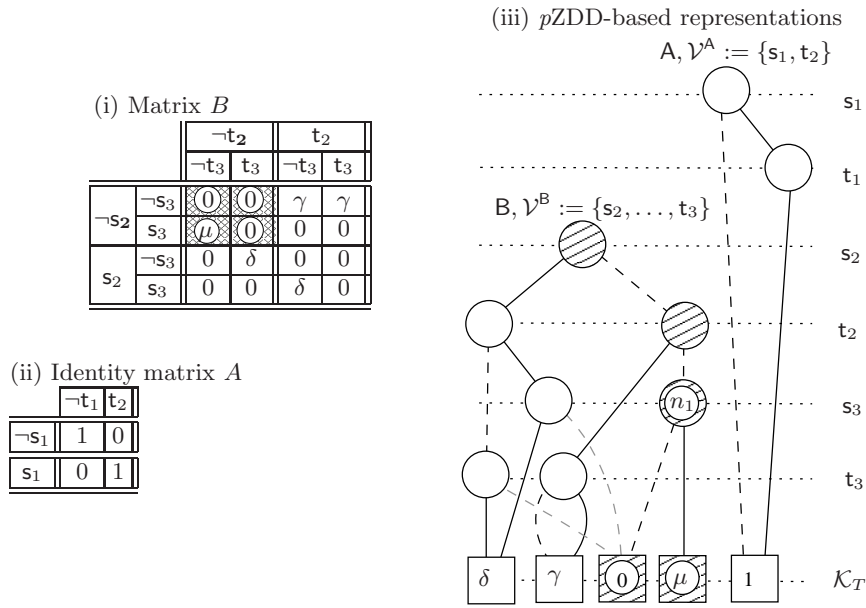 (iii) pZDD-based representations
A, 𝒱^A := {s₁, t₂}
s₁
t₁
B, 𝒱^B := {s₂, …, t₃}
s₂
t₂
n₁
s₃
t₃
δ γ 0 μ 1 𝒦_T
(i) Matrix B
¬t₂ t₂
¬t₃ t₃ ¬t₃ t₃
¬s₂ ¬s₃ 0 0 γ γ
s₃ μ 0 0 0
s₂ ¬s₃ 0 δ 0 0
s₃ 0 0 δ 0
(ii) Identity matrix A
¬t₁ t₂
¬s₁ 1 0
s₁ 0 1